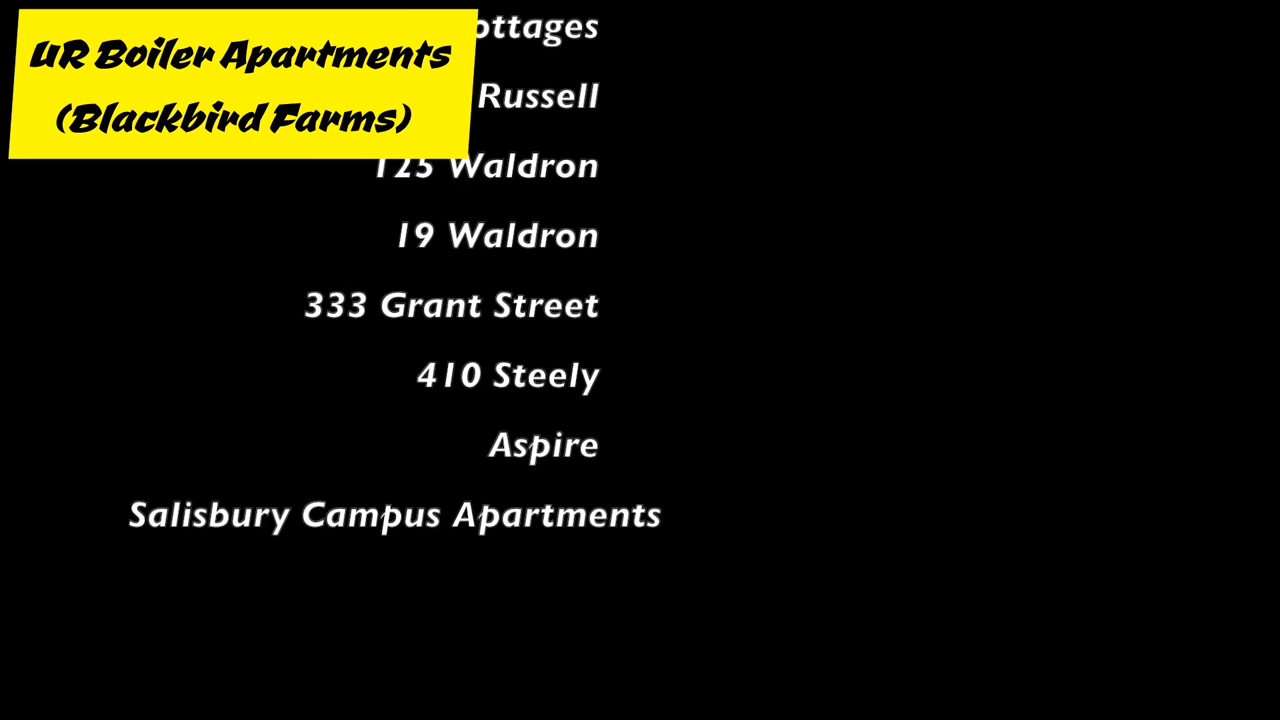 UR Boiler Apartments
(Blackbird Farms)
Russell
125 Waldron
19 Waldron
333 Grant Street
410 Steely
Aspire
Salisbury Campus Apartments